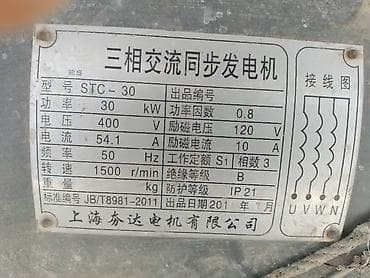 三相交流同步发电机
型号 STC-30 出品编号
功率 30 kW 功率因数 0.8
电压 400 V 励磁电压 120 V
电流 54.1 A 励磁电流 10 A
频率 50 Hz 工作定额 S1 相数 3
转速 1500 r/min 绝缘等级 B
重量 kg 防护等级 IP21
标准编号 JB/T8981-2011 出品日期 201 年 月
上海夯达电机有限公司
接线图
U V W N